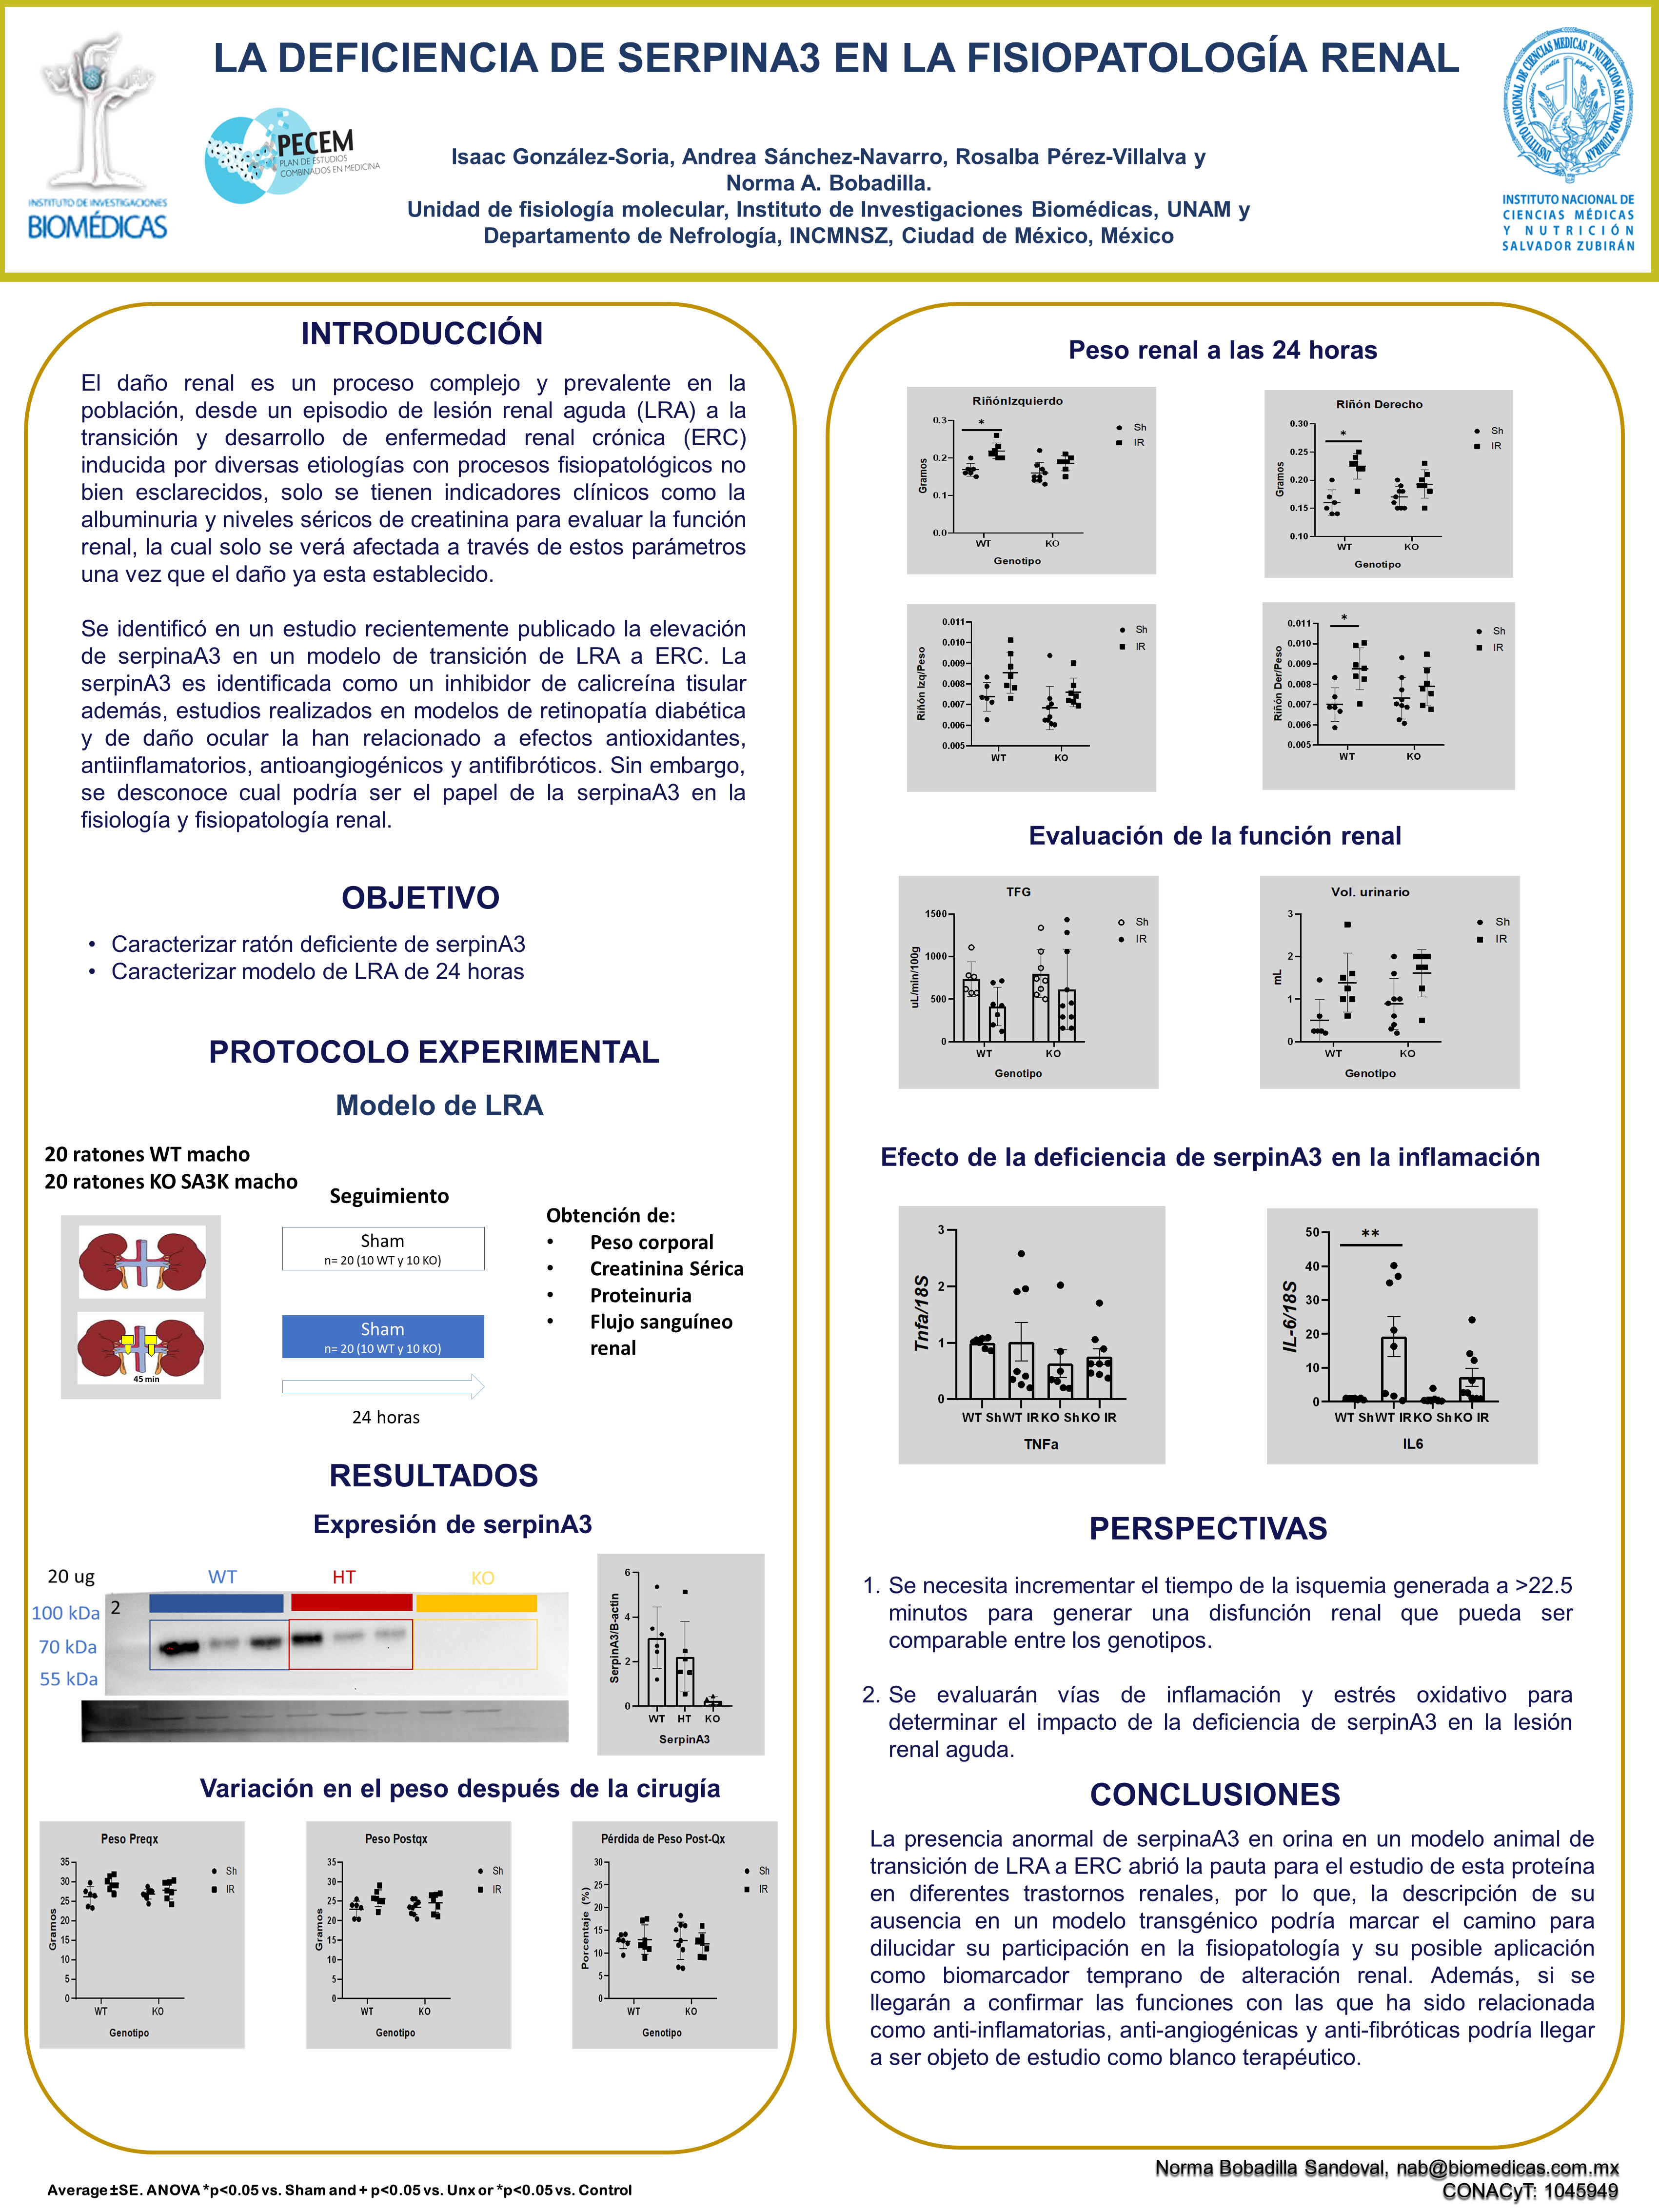 LA DEFICIENCIA DE SERPINA3 EN LA FISIOPATOLOGÍA RENAL
INSTITUTO DE INVESTIGACIONES
BIOMÉDICAS
PECEM
PLAN DE ESTUDIOS
COMBINADOS EN MEDICINA
Isaac González-Soria, Andrea Sánchez-Navarro, Rosalba Pérez-Villalva y
Norma A. Bobadilla.
Unidad de fisiología molecular, Instituto de Investigaciones Biomédicas, UNAM y
Departamento de Nefrología, INCMNSZ, Ciudad de México, México
INSTITUTO NACIONAL DE CIENCIAS MEDICAS Y NUTRICION SALVADOR ZUBIRAN
INSTITUTO NACIONAL DE
CIENCIAS MÉDICAS
Y NUTRICIÓN
SALVADOR ZUBIRÁN
INTRODUCCIÓN
El daño renal es un proceso complejo y prevalente en la
población, desde un episodio de lesión renal aguda (LRA) a la
transición y desarrollo de enfermedad renal crónica (ERC)
inducida por diversas etiologías con procesos fisiopatológicos no
bien esclarecidos, solo se tienen indicadores clínicos como la
albuminuria y niveles séricos de creatinina para evaluar la función
renal, la cual solo se verá afectada a través de estos parámetros
una vez que el daño ya esta establecido.
Se identificó en un estudio recientemente publicado la elevación
de serpinaA3 en un modelo de transición de LRA a ERC. La
serpinA3 es identificada como un inhibidor de calicreína tisular
además, estudios realizados en modelos de retinopatía diabética
y de daño ocular la han relacionado a efectos antioxidantes,
antiinflamatorios, antioangiogénicos y antifibróticos. Sin embargo,
se desconoce cual podría ser el papel de la serpinaA3 en la
fisiología y fisiopatología renal.
OBJETIVO
• Caracterizar ratón deficiente de serpinA3
• Caracterizar modelo de LRA de 24 horas
PROTOCOLO EXPERIMENTAL
Modelo de LRA
20 ratones WT macho
20 ratones KO SA3K macho
45 min
Seguimiento
Sham
n= 20 (10 WT y 10 KO)
Sham
n= 20 (10 WT y 10 KO)
24 horas
Obtención de:
• Peso corporal
• Creatinina Sérica
• Proteinuria
• Flujo sanguíneo
renal
RESULTADOS
Expresión de serpinA3
20 ug
WT
HT
KO
100 kDa
2
70 kDa
55 kDa
SerpinA3/B-actin
6
4
2
0
WT HT KO
SerpinA3
Variación en el peso después de la cirugía
Peso Preqx
Gramos
35
30
25
20
15
10
5
0
WT KO
Genotipo
Sh
IR
Peso Postqx
Gramos
35
30
25
20
15
10
5
0
WT KO
Genotipo
Sh
IR
Pérdida de Peso Post-Qx
Porcentaje (%)
30
20
15
10
5
0
WT KO
Genotipo
Sh
IR
Peso renal a las 24 horas
RiñónIzquierdo
Gramos
0.3
0.2
0.1
0.0
*
WT KO
Genotipo
Sh
IR
Riñón Derecho
Gramos
0.30
0.25
0.20
0.15
0.10
*
WT KO
Genotipo
Sh
IR
Riñón Izq/Peso
0.011
0.010
0.009
0.008
0.007
0.006
0.005
WT KO
Sh
IR
Riñón Der/Peso
0.011
0.010
0.009
0.008
0.007
0.006
0.005
*
WT KO
Sh
IR
Evaluación de la función renal
TFG
uL/min/100g
1500
1000
500
0
WT KO
Genotipo
Sh
IR
Vol. urinario
mL
3
2
1
0
WT KO
Genotipo
Sh
IR
Efecto de la deficiencia de serpinA3 en la inflamación
Tnfa/18S
3
2
1
0
WT Sh WT IR KO Sh KO IR
TNFa
IL-6/18S
50
40
30
20
10
0
**
WT Sh WT IR KO Sh KO IR
IL6
PERSPECTIVAS
1. Se necesita incrementar el tiempo de la isquemia generada a >22.5
minutos para generar una disfunción renal que pueda ser
comparable entre los genotipos.
2. Se evaluarán vías de inflamación y estrés oxidativo para
determinar el impacto de la deficiencia de serpinA3 en la lesión
renal aguda.
CONCLUSIONES
La presencia anormal de serpinaA3 en orina en un modelo animal de
transición de LRA a ERC abrió la pauta para el estudio de esta proteína
en diferentes trastornos renales, por lo que, la descripción de su
ausencia en un modelo transgénico podría marcar el camino para
dilucidar su participación en la fisiopatología y su posible aplicación
como biomarcador temprano de alteración renal. Además, si se
llegarán a confirmar las funciones con las que ha sido relacionada
como anti-inflamatorias, anti-angiogénicas y anti-fibróticas podría llegar
a ser objeto de estudio como blanco terapéutico.
Average±SE. ANOVA *p<0.05 vs. Sham and + p<0.05 vs. Unx or *p<0.05 vs. Control
Norma Bobadilla Sandoval, nab@biomedicas.com.mx
CONACyT: 1045949